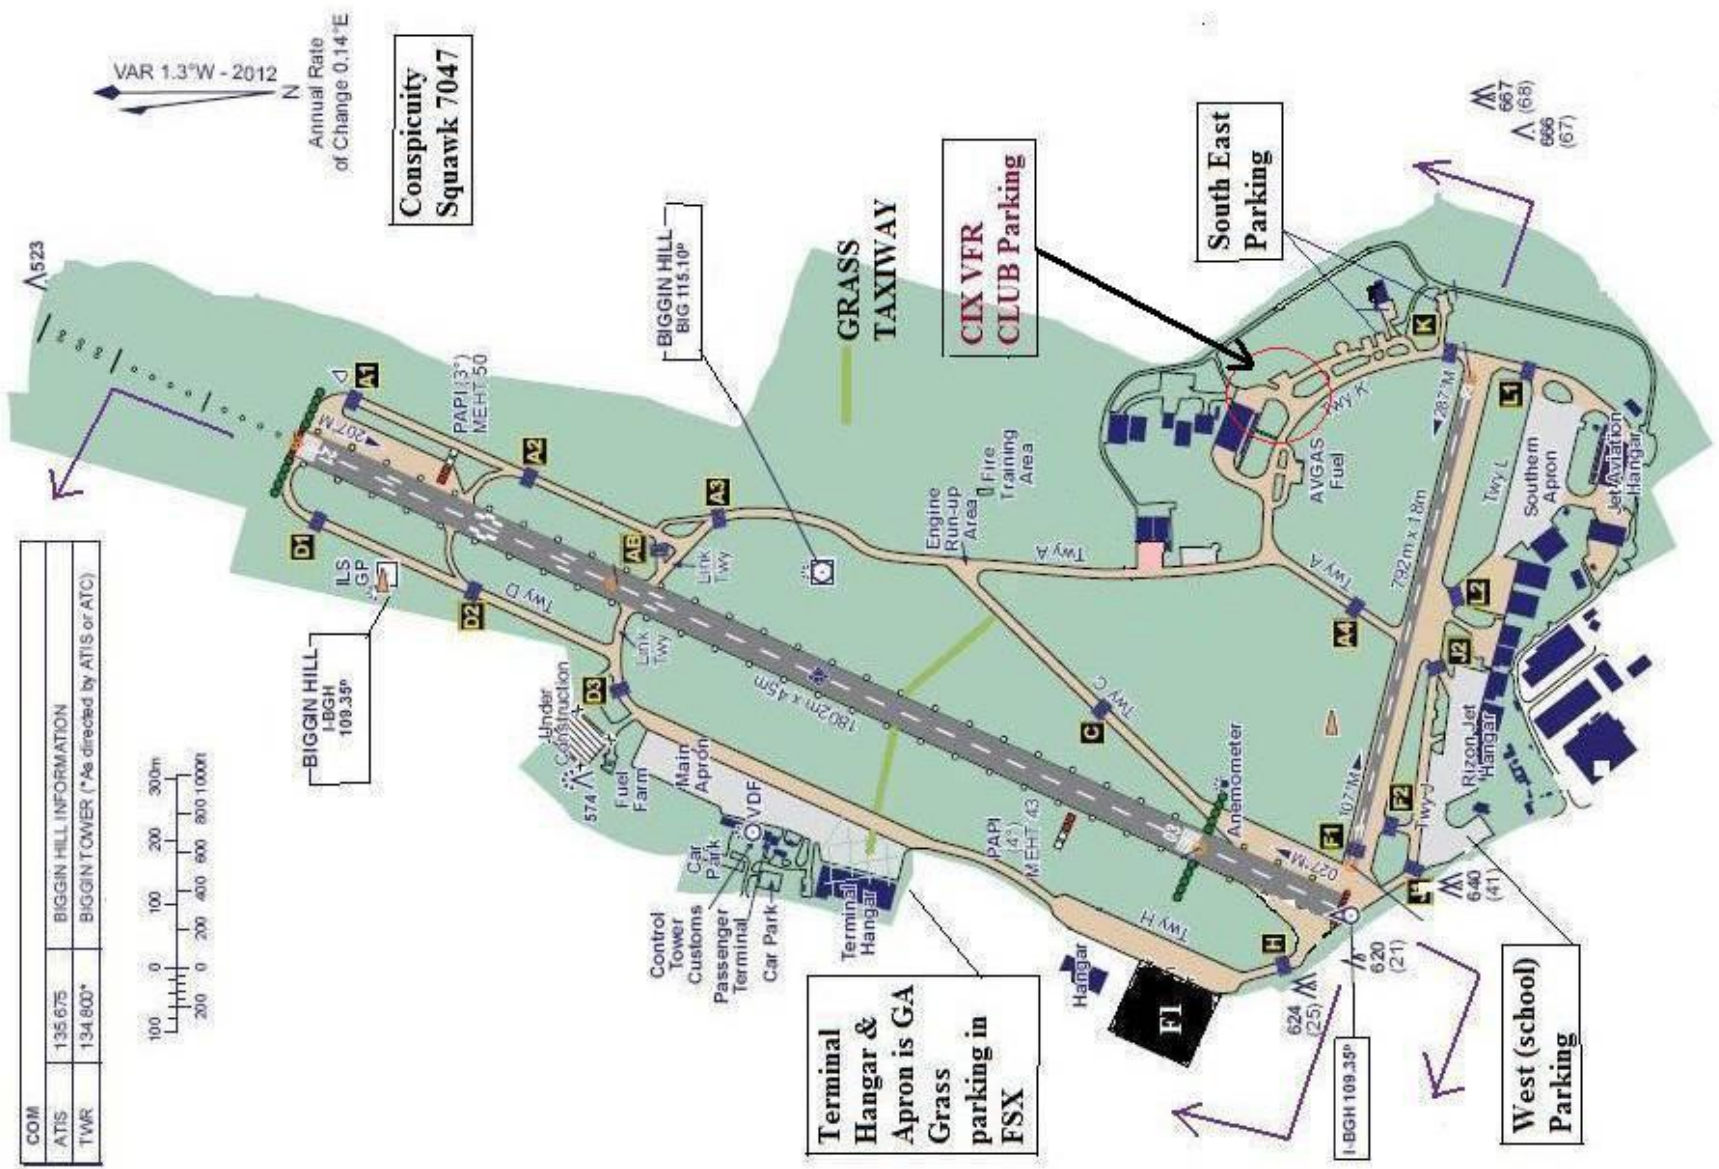 COM
ATIS 135.675 BIGGIN HILL INFORMATION
TWR 134.800* BIGGIN TOWER (*As directed by ATIS or ATC)
100 0 100 200 300m
200 0 200 400 600 800 1000ft
VAR 1.3°W - 2012
N
Annual Rate
of Change 0.14°E
Conspicuity
Squawk 7047
523
BIGGIN HILL
I-BGH
109.35ᴰ
ILS
GP
D1
A1
207°M
24
PAPI (3°)
MEHT 50
D2
Twy D
A2
AB
A3
Link
Twy
Link
Twy
D3
Under
Construction
574
Fuel
Farm
Main
Apron
VDF
Car
Park
Control
Tower
Customs
Passenger
Terminal
Car Park
Terminal
Hangar
BIGGIN HILL
BIG 115.10ᴰ
GRASS
TAXIWAY
1802m x 45m
Engine
Run-up
Area
Fire
Training
Area
Twy A
Twy C
C
CIX VFR
CLUB Parking
South East
Parking
667
(68)
666
(67)
K
Twy K
AVGAS
Fuel
Twy A
A4
287°M
792m x 18m
L1
Twy L
Southern
Apron
Jet Aviation
Hangar
L2
J2
Rizon Jet
Hangar
Twy J
F2
F1
107°M
027°M
Anemometer
PAPI
(4°)
MEHT 43
Twy H
H
Hangar
F1
J1
640
(41)
620
(21)
624
(25)
I-BGH 109.35ᴰ
Terminal
Hangar &
Apron is GA
Grass
parking in
FSX
West (school)
Parking